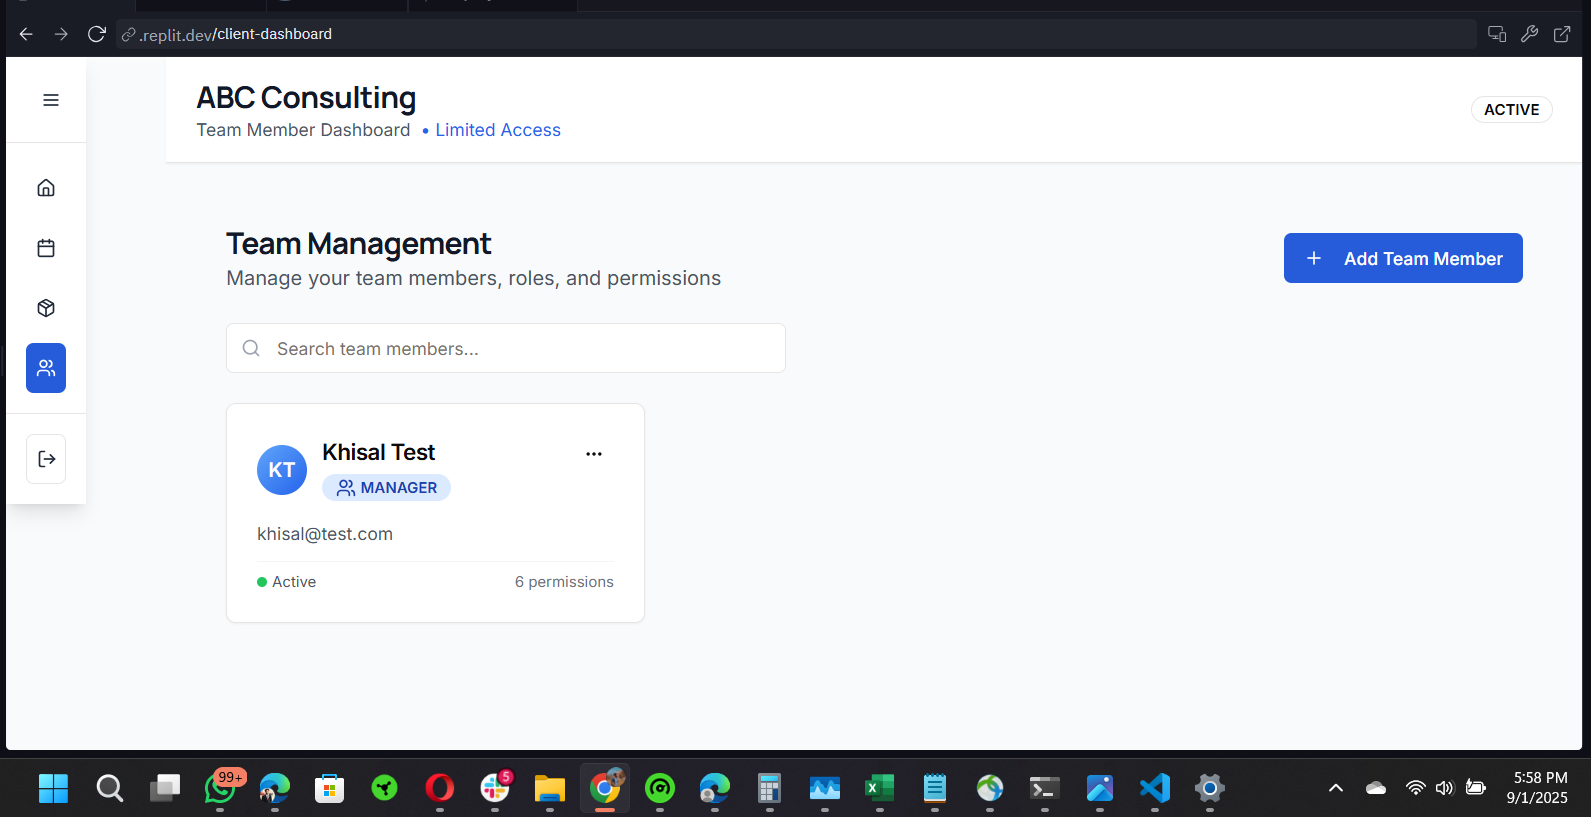 .replit.dev/client-dashboard
ABC Consulting
Team Member Dashboard • Limited Access
ACTIVE
Team Management
Manage your team members, roles, and permissions
+ Add Team Member
Search team members...
KT
Khisal Test
MANAGER
khisal@test.com
Active
6 permissions
99+
5
5:58 PM
9/1/2025